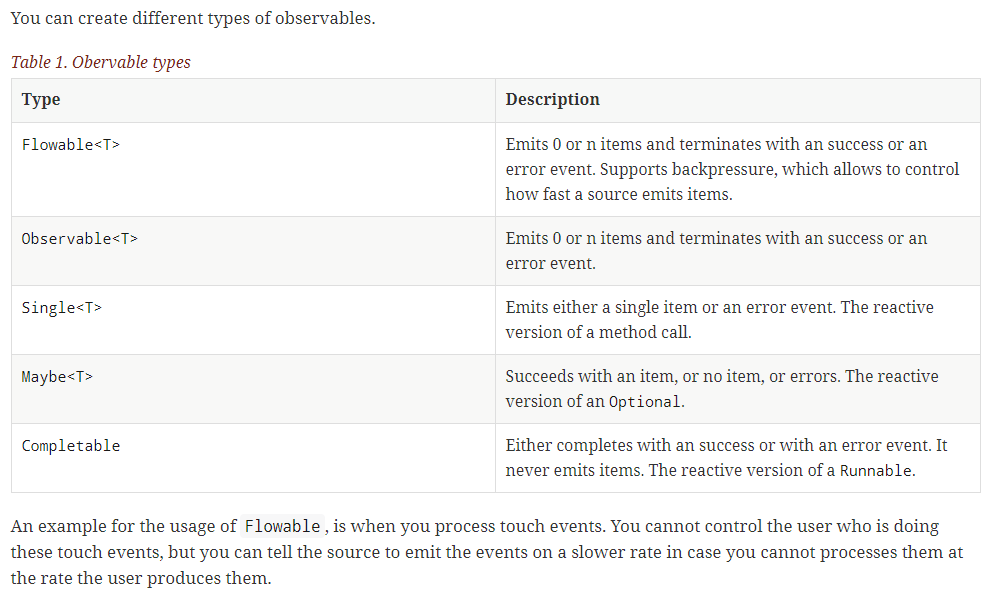 You can create different types of observables.
Table 1. Obervable types
Type
Description
Flowable<T>
Emits 0 or n items and terminates with an success or an
error event. Supports backpressure, which allows to control
how fast a source emits items.
Observable<T>
Emits 0 or n items and terminates with an success or an
error event.
Single<T>
Emits either a single item or an error event. The reactive
version of a method call.
Maybe<T>
Succeeds with an item, or no item, or errors. The reactive
version of an Optional.
Completable
Either completes with an success or with an error event. It
never emits items. The reactive version of a Runnable.
An example for the usage of Flowable, is when you process touch events. You cannot control the user who is doing
these touch events, but you can tell the source to emit the events on a slower rate in case you cannot processes them at
the rate the user produces them.